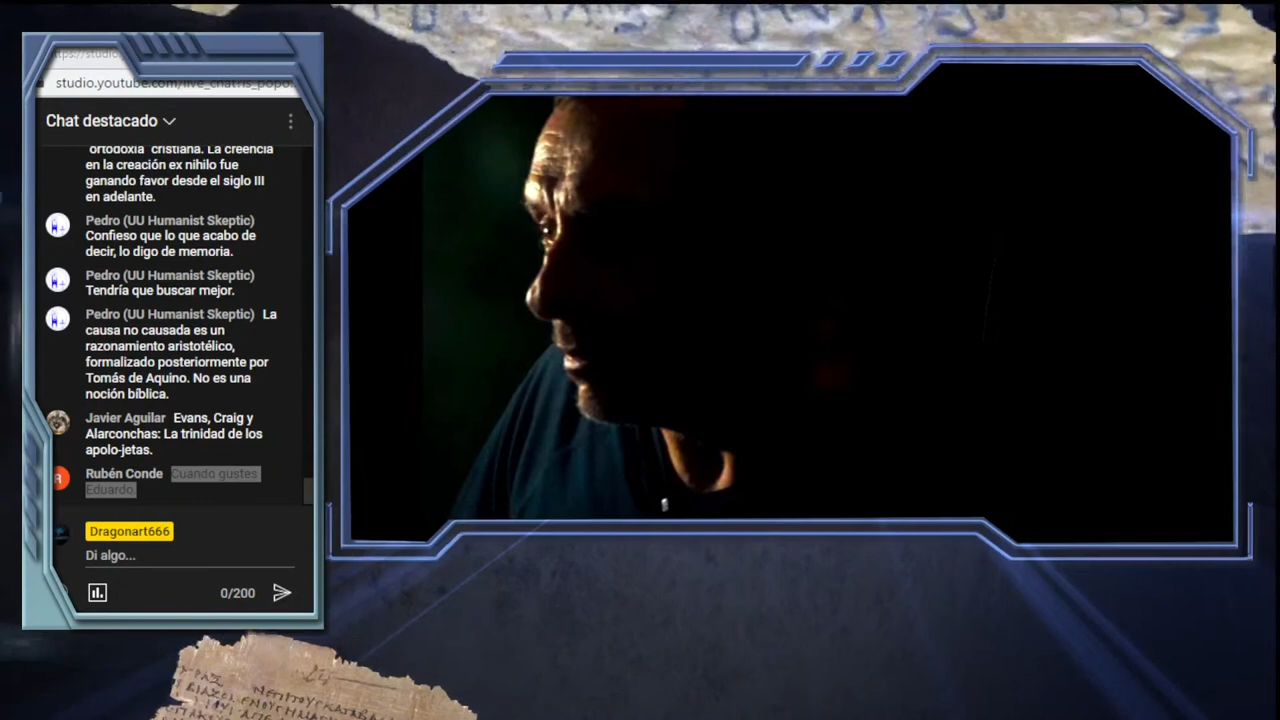 studio.youtube.com/live_chat?is_popo
Chat destacado
"ortodoxia" cristiana. La creencia
en la creación ex nihilo fue
ganando favor desde el siglo III
en adelante.
Pedro (UU Humanist Skeptic)
Confieso que lo que acabo de
decir, lo digo de memoria.
Pedro (UU Humanist Skeptic)
Tendría que buscar mejor.
Pedro (UU Humanist Skeptic) La
causa no causada es un
razonamiento aristotélico,
formalizado posteriormente por
Tomás de Aquino. No es una
noción bíblica.
Javier Aguilar Evans, Craig y
Alarconchas: La trinidad de los
apolo-jetas.
Rubén Conde Cuando gustes
Eduardo.
Dragonart666
Di algo...
0/200